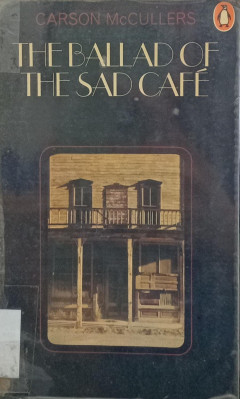 CARSON McCULLERS
THE BALLAD OF
THE SAD CAFÉ